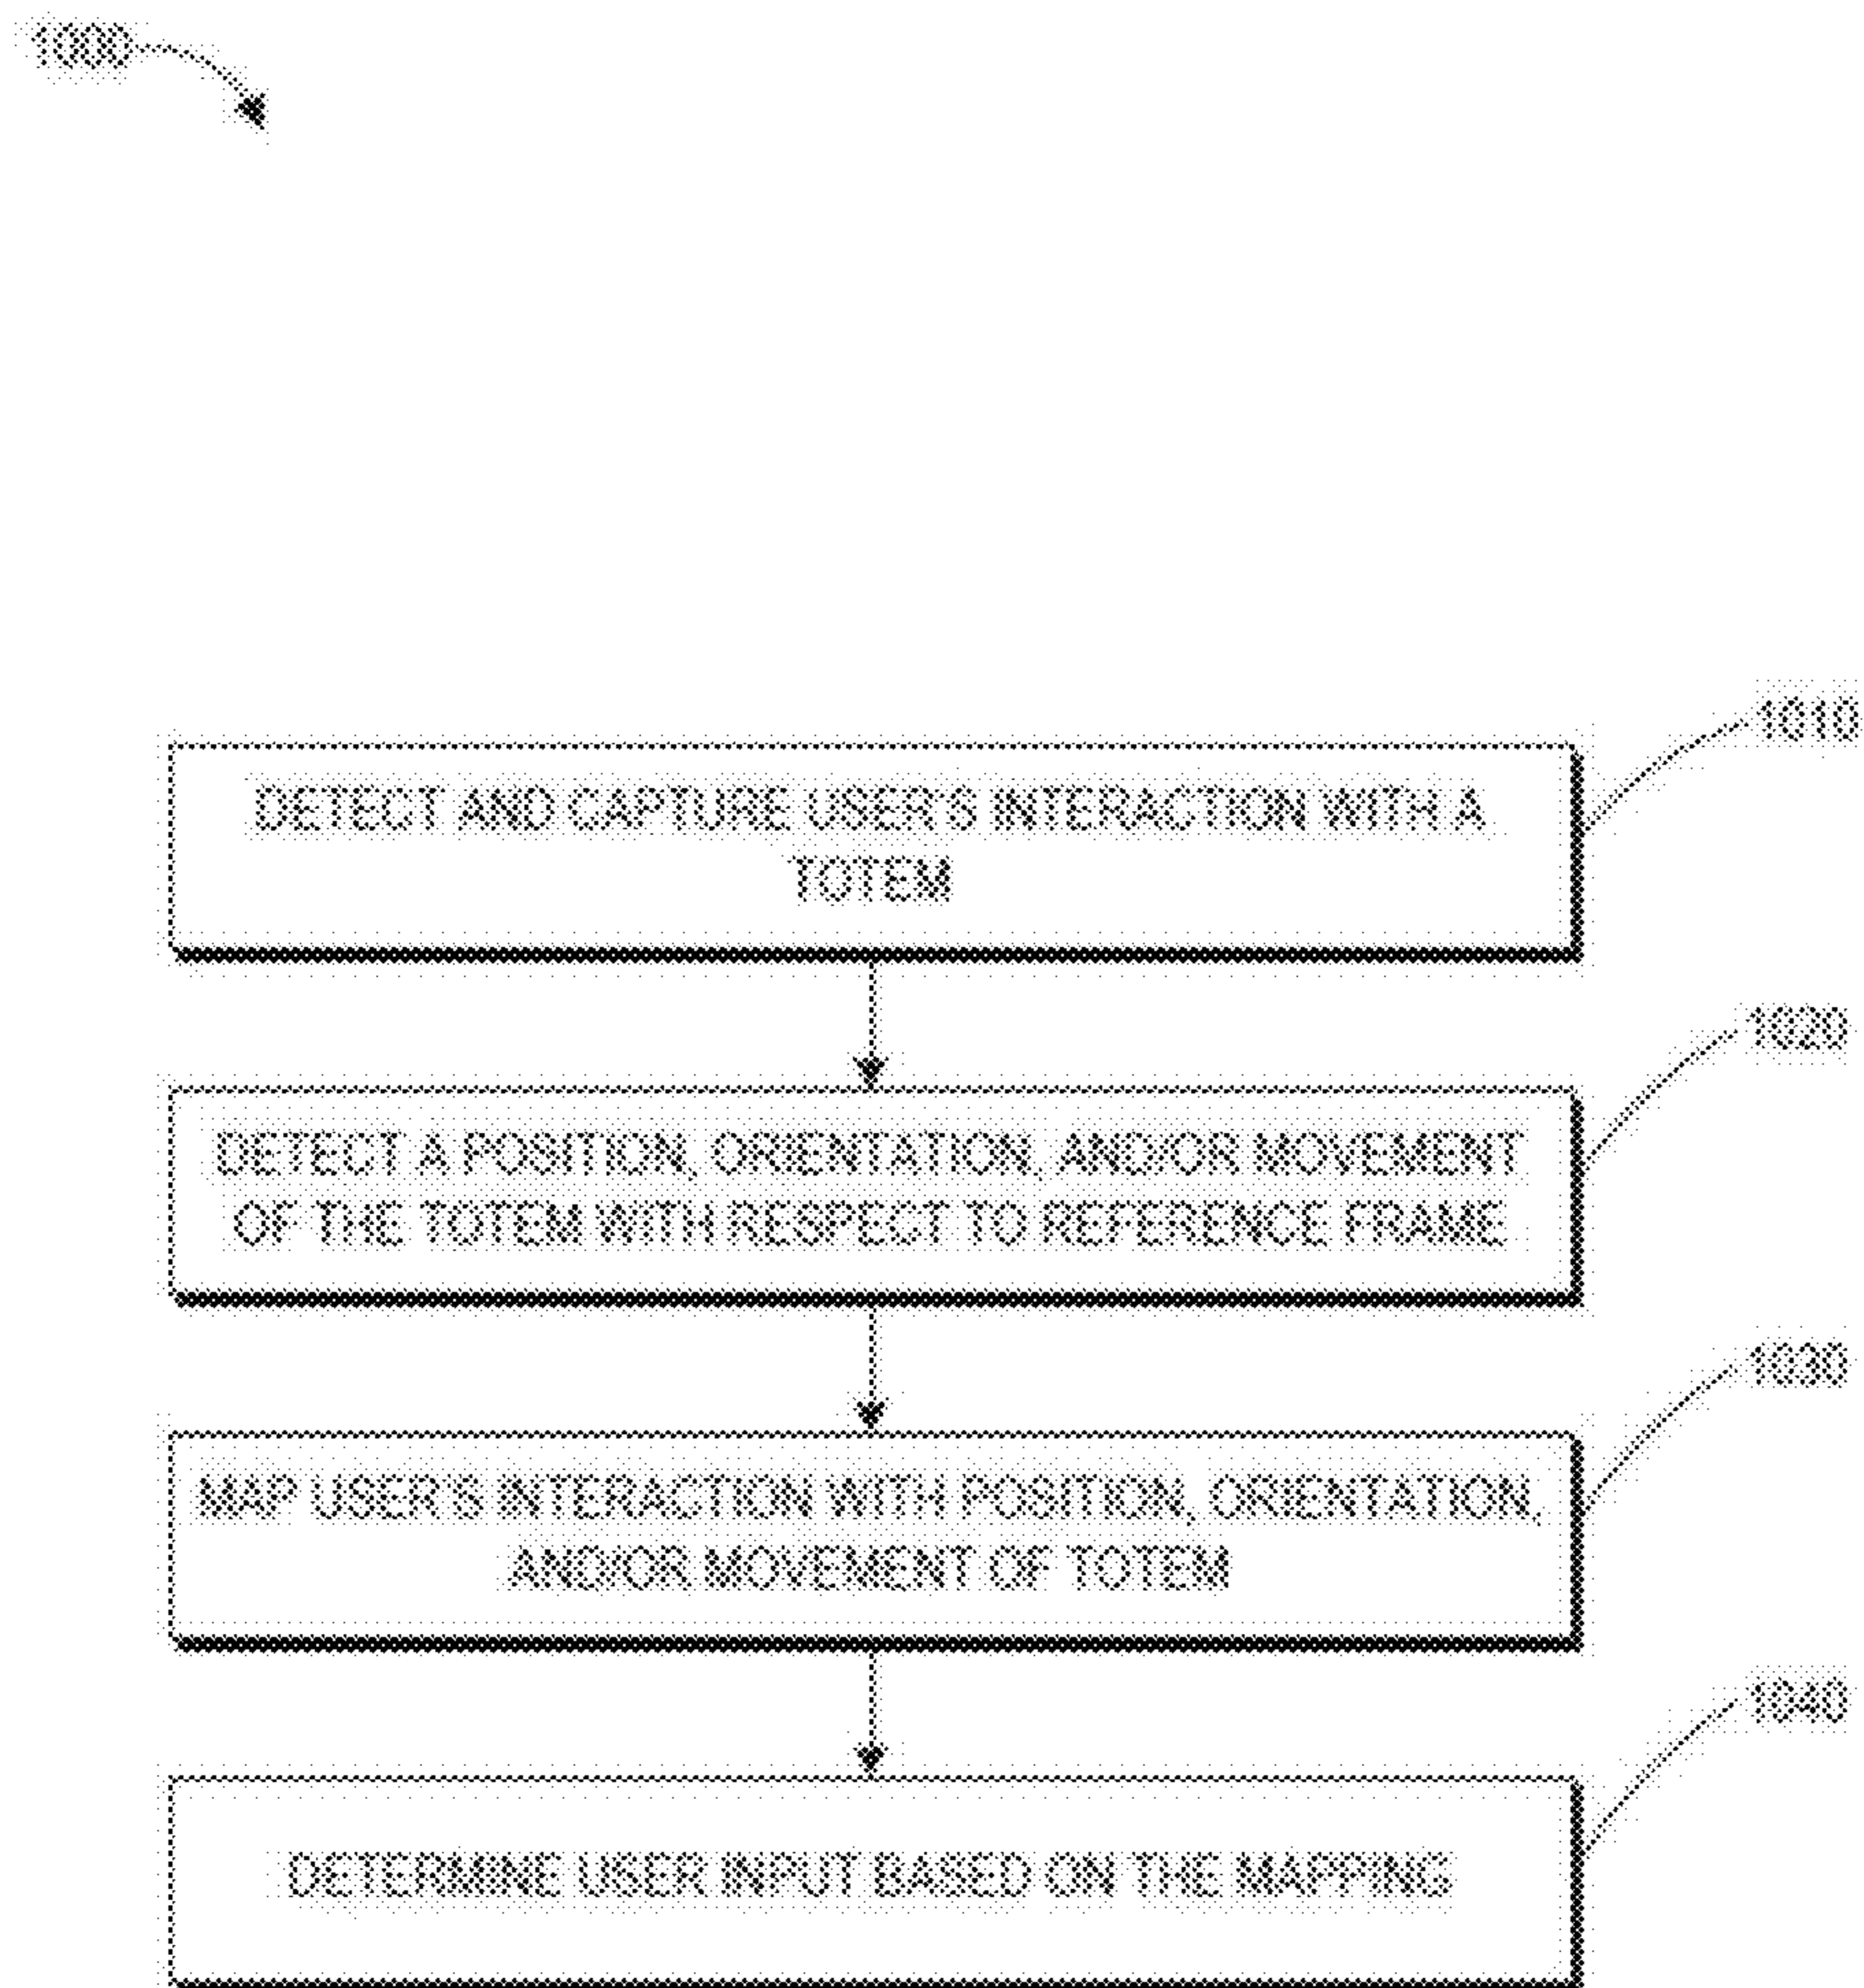 1000
1010
DETECT AND CAPTURE USER'S INTERACTION WITH A
TOTEM
1020
DETECT A POSITION, ORIENTATION, AND/OR MOVEMENT
OF THE TOTEM WITH RESPECT TO REFERENCE FRAME
1030
MAP USER'S INTERACTION WITH POSITION, ORIENTATION,
AND/OR MOVEMENT OF TOTEM
1040
DETERMINE USER INPUT BASED ON THE MAPPING